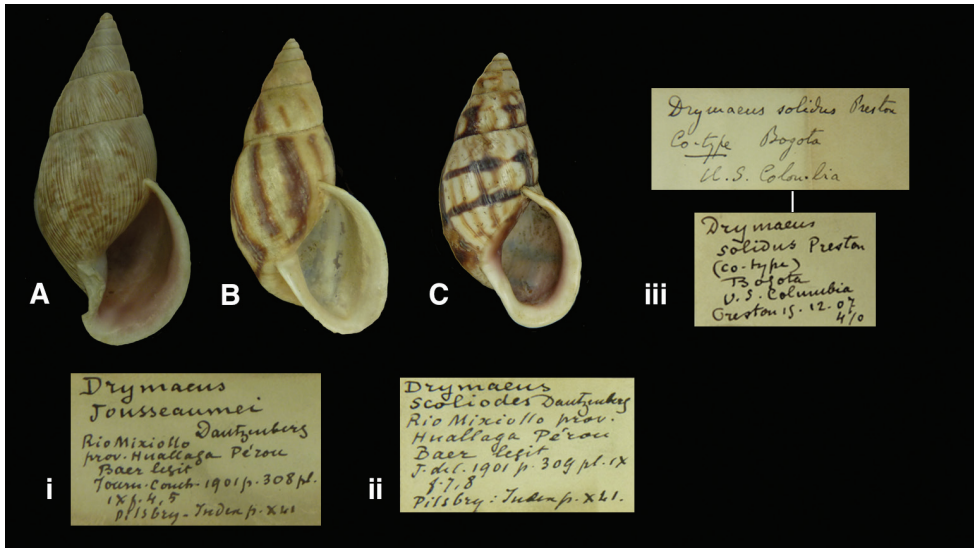 A
B
C
Drymaeus solidus Preston
Co-type Bogota
U.S. Colombia
Drymaeus
solidus Preston
(co-type)
Bogota
U.S. Columbia
Preston 15.12.07
4/0
iii
Drymaeus
Jousseaumei
Dautzenberg
Rio Mixiollo
prov. Huallaga Pérou
Baer legit
Journ. Conch. 1901 p. 308 pl.
ix f. 4, 5
Pilsbry - Index p. XLI
i
Drymaeus
scoliodes Dautzenberg
Rio Mixiollo prov.
Huallaga Pérou
Baer legit
J. de C. 1901 p. 309 pl. ix
f. 7, 8
Pilsbry: Index p. XLI.
ii